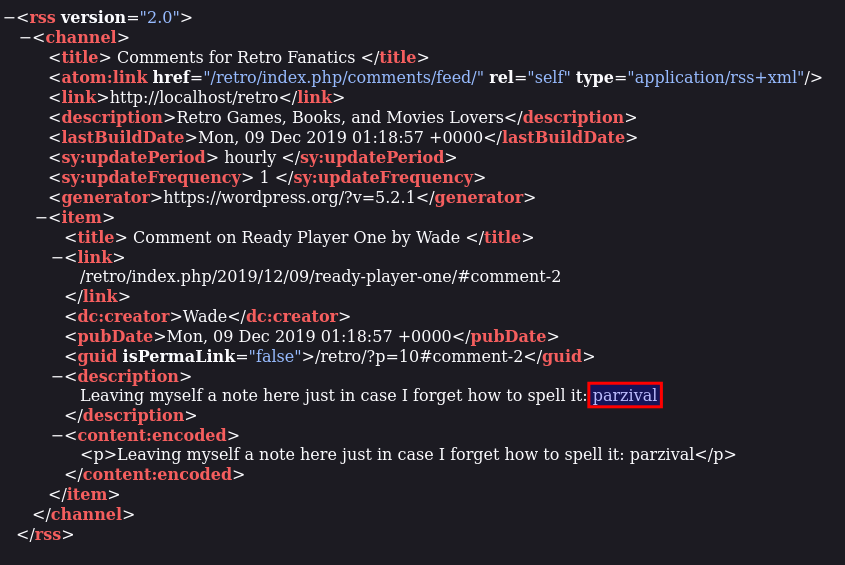 −<rss version="2.0">
−<channel>
<title> Comments for Retro Fanatics </title>
<atom:link href="/retro/index.php/comments/feed/" rel="self" type="application/rss+xml"/>
<link>http://localhost/retro</link>
<description>Retro Games, Books, and Movies Lovers</description>
<lastBuildDate>Mon, 09 Dec 2019 01:18:57 +0000</lastBuildDate>
<sy:updatePeriod> hourly </sy:updatePeriod>
<sy:updateFrequency> 1 </sy:updateFrequency>
<generator>https://wordpress.org/?v=5.2.1</generator>
−<item>
<title> Comment on Ready Player One by Wade </title>
−<link>
/retro/index.php/2019/12/09/ready-player-one/#comment-2
</link>
<dc:creator>Wade</dc:creator>
<pubDate>Mon, 09 Dec 2019 01:18:57 +0000</pubDate>
<guid isPermaLink="false">/retro/?p=10#comment-2</guid>
−<description>
Leaving myself a note here just in case I forget how to spell it: parzival
</description>
−<content:encoded>
<p>Leaving myself a note here just in case I forget how to spell it: parzival</p>
</content:encoded>
</item>
</channel>
</rss>